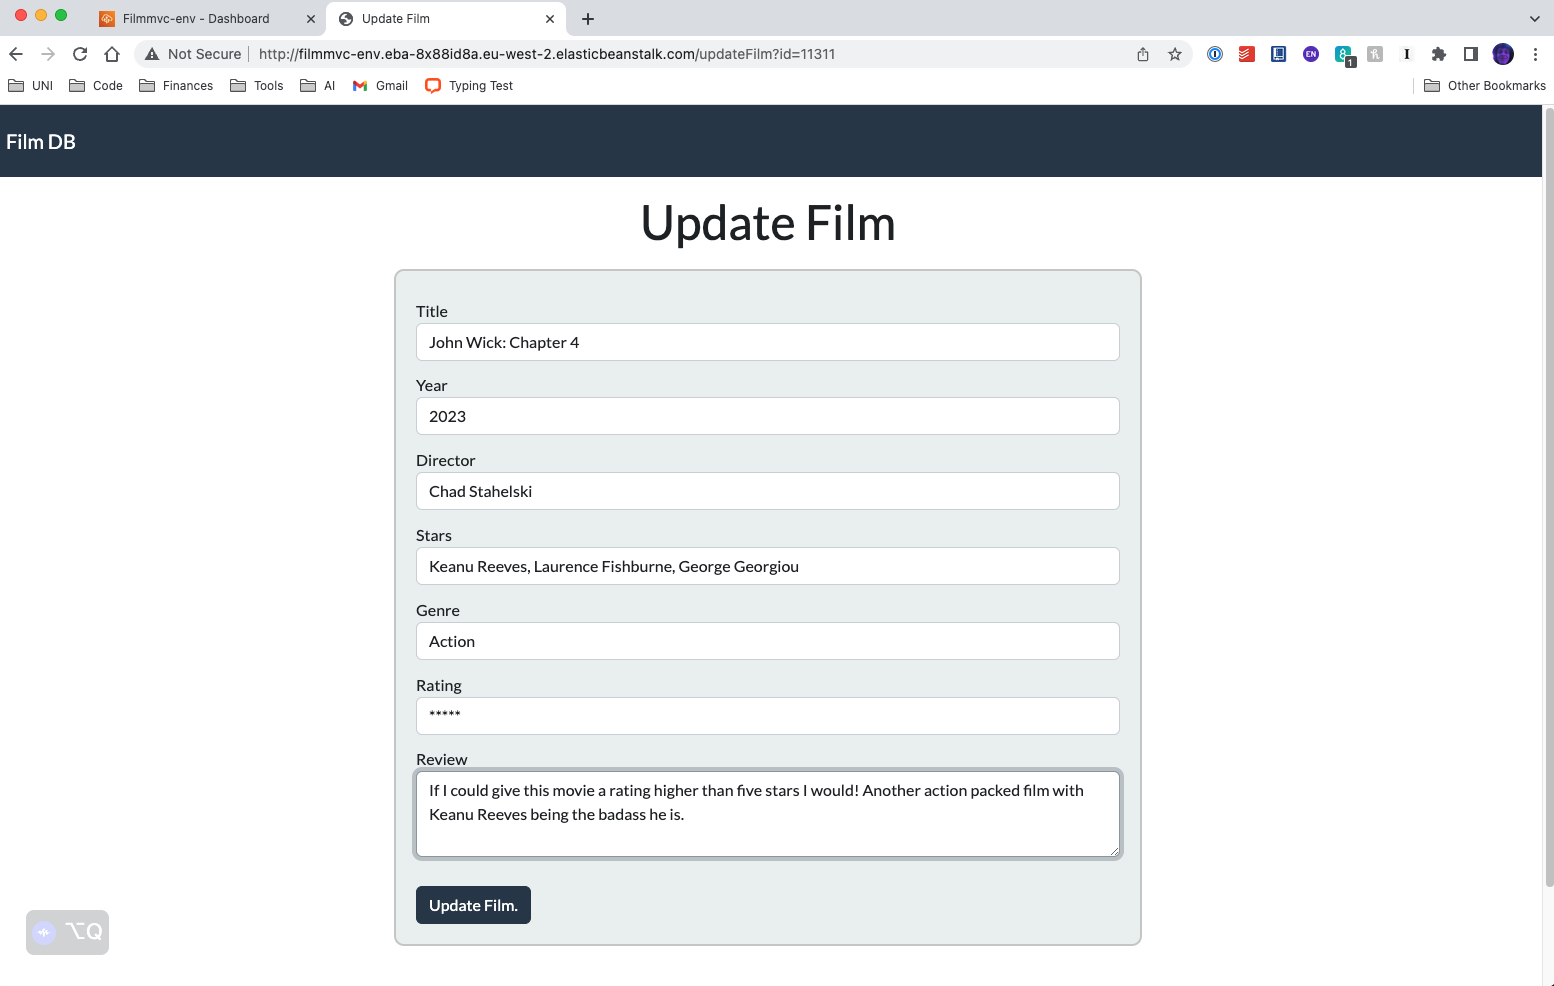 Filmmvc-env - Dashboard
Update Film
Not Secure
http://filmmvc-env.eba-8x88id8a.eu-west-2.elasticbeanstalk.com/updateFilm?id=11311
EN
8
1
I
UNI
Code
Finances
Tools
AI
Gmail
Typing Test
Other Bookmarks
Film DB
Update Film
Title
John Wick: Chapter 4
Year
2023
Director
Chad Stahelski
Stars
Keanu Reeves, Laurence Fishburne, George Georgiou
Genre
Action
Rating
*****
Review
If I could give this movie a rating higher than five stars I would! Another action packed film with
Keanu Reeves being the badass he is.
Update Film.
⌥Q